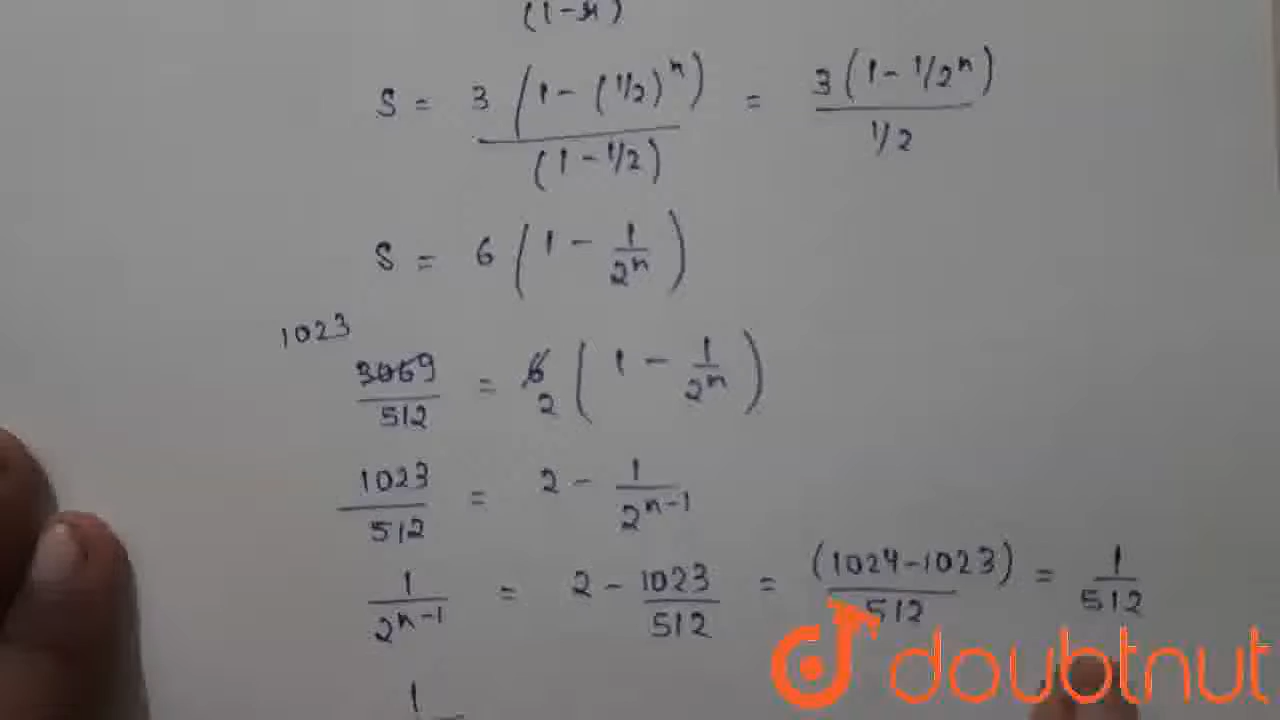 (1-r)
S = 3 (1 - (1/2)^n) / (1 - 1/2) = 3 (1 - 1/2^n) / 1/2
S = 6 (1 - 1/2^n)
1023
3069/512 = 6 2 (1 - 1/2^n)
1023/512 = 2 - 1/2^(n-1)
1/2^(n-1) = 2 - 1023/512 = (1024-1023)/512 = 1/512
1
doubtnut